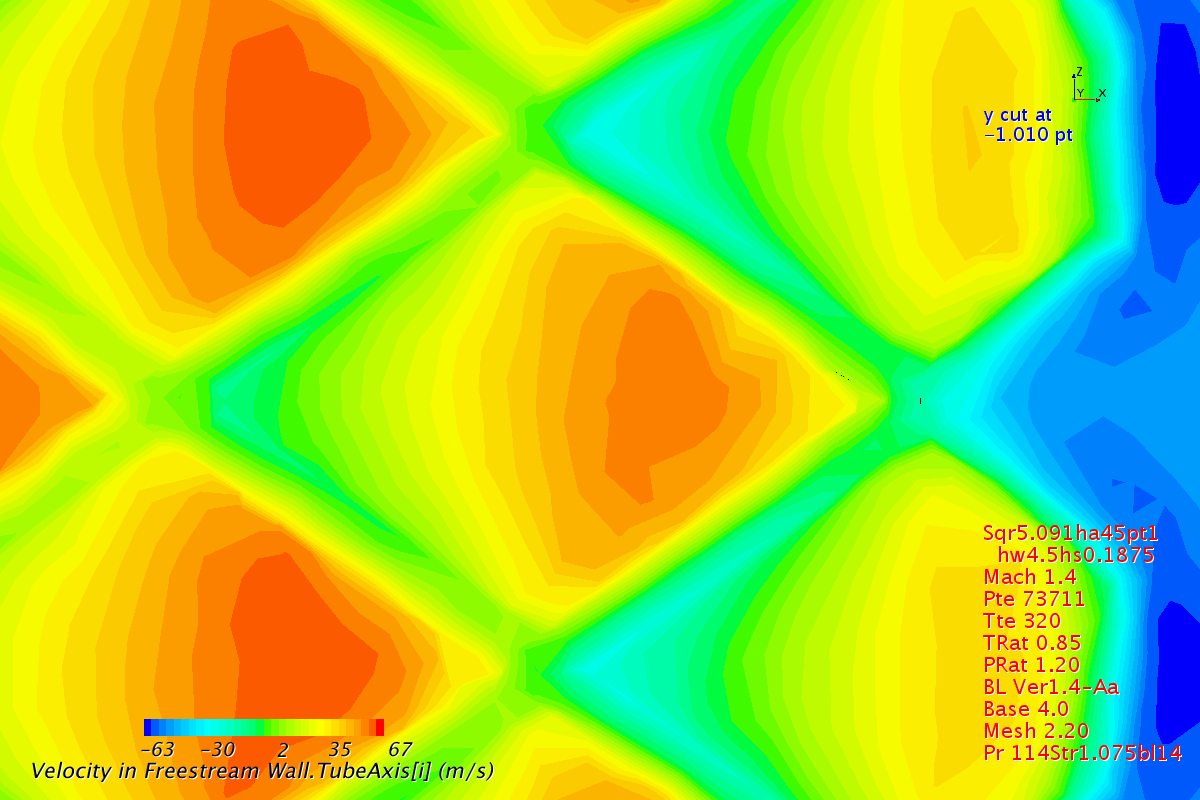 Z
Y X
y cut at
-1.010 pt
Sqr5.091ha45pt1
hw4.5hs0.1875
Mach 1.4
Pte 73711
Tte 320
TRat 0.85
PRat 1.20
BL Ver1.4-Aa
Base 4.0
Mesh 2.20
Pr 114Str1.075bl14
-63 -30 2 35 67
Velocity in Freestream Wall.TubeAxis[i] (m/s)